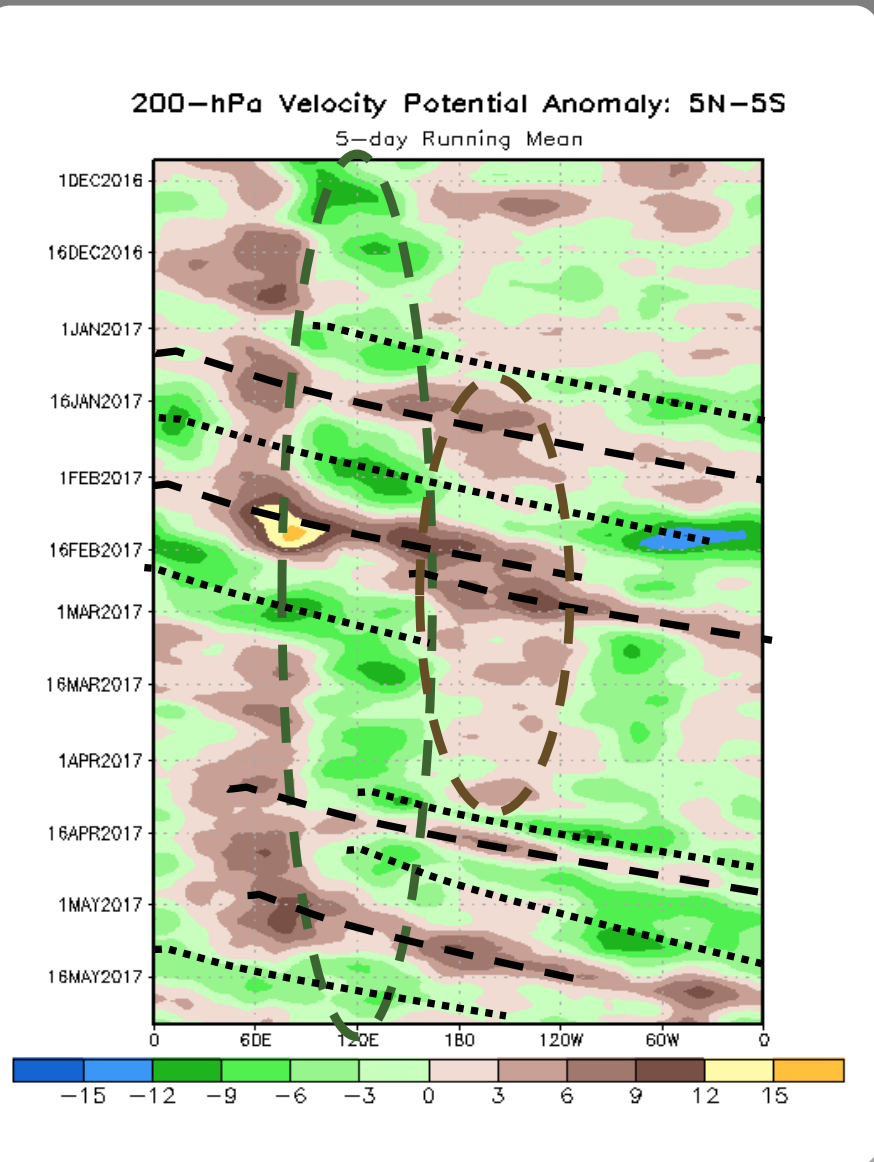 200-hPa Velocity Potential Anomaly: 5N-5S
5-day Running Mean
1DEC2016
16DEC2016
1JAN2017
16JAN2017
1FEB2017
16FEB2017
1MAR2017
16MAR2017
1APR2017
16APR2017
1MAY2017
16MAY2017
0 60E 120E 180 120W 60W 0
-15 -12 -9 -6 -3 0 3 6 9 12 15